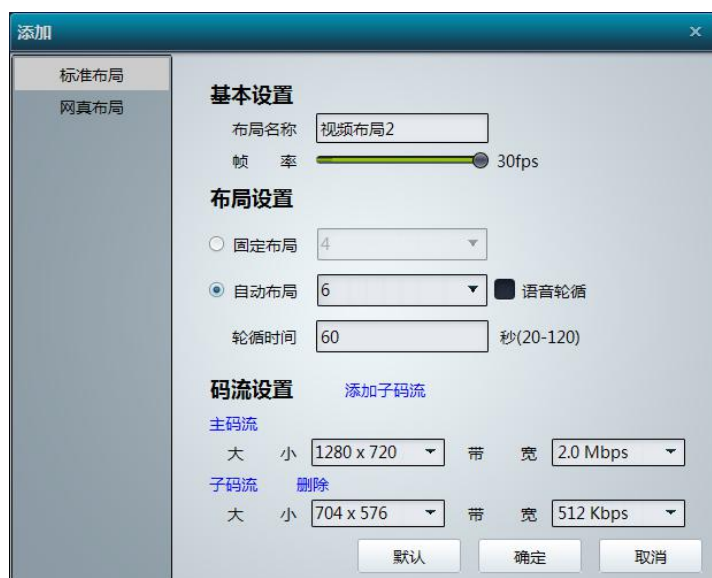 添加
标准布局
网真布局
基本设置
布局名称 视频布局2
帧 率 30fps
布局设置
固定布局 4
自动布局 6 语音轮循
轮循时间 60 秒(20-120)
码流设置 添加子码流
主码流
大 小 1280 x 720 带 宽 2.0 Mbps
子码流 删除
大 小 704 x 576 带 宽 512 Kbps
默认 确定 取消